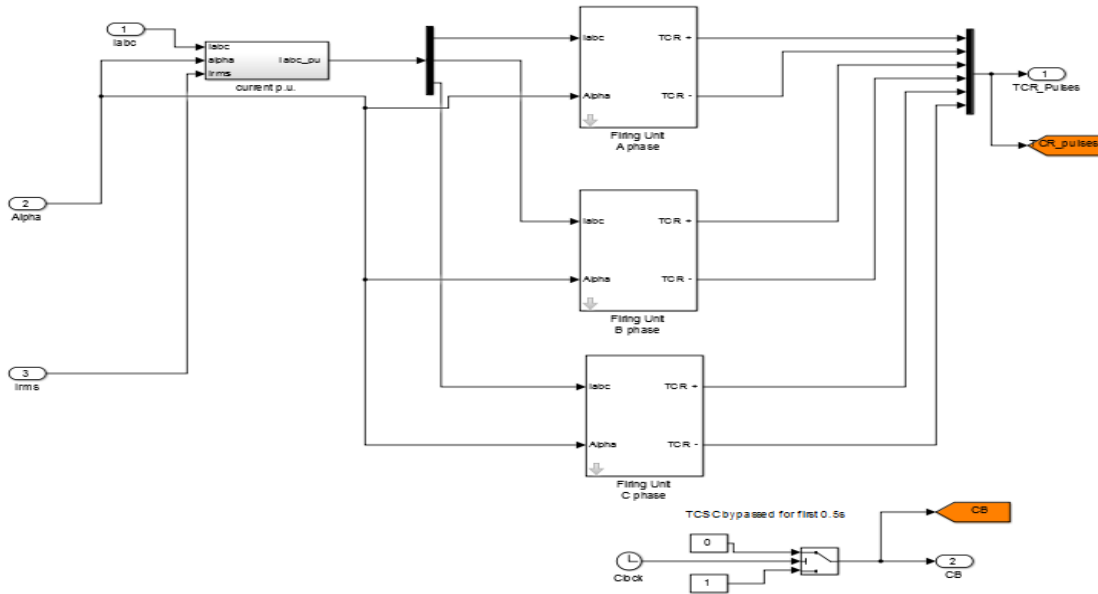 1
Iabc
Iabc
alpha
Irms
Iabc_pu
current p.u.
2
Alpha
3
Irms
Iabc
Alpha
TCR +
TCR -
Firing Unit
A phase
Iabc
Alpha
TCR +
TCR -
Firing Unit
B phase
Iabc
Alpha
TCR +
TCR -
Firing Unit
C phase
1
TCR_Pulses
TCR_pulses
TCSC bypassed for first 0.5s
0
Clock
1
CB
2
CB